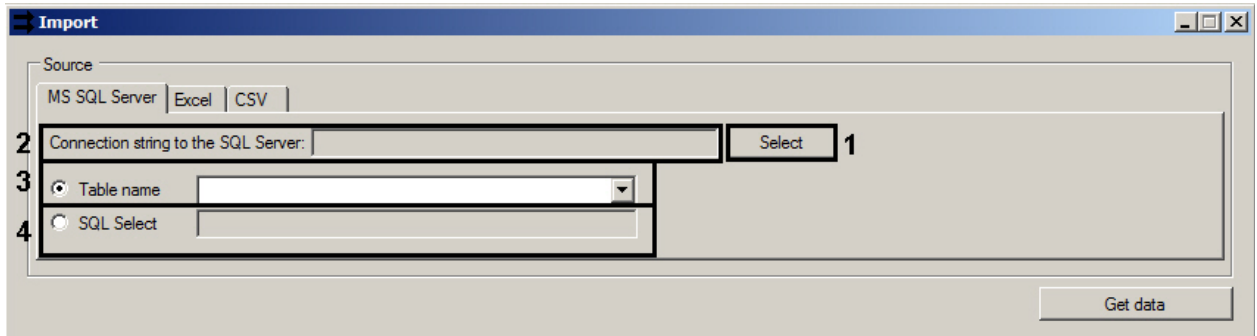 Import
Source
MS SQL Server Excel CSV
2 Connection string to the SQL Server: Select 1
3 Table name
4 SQL Select
Get data